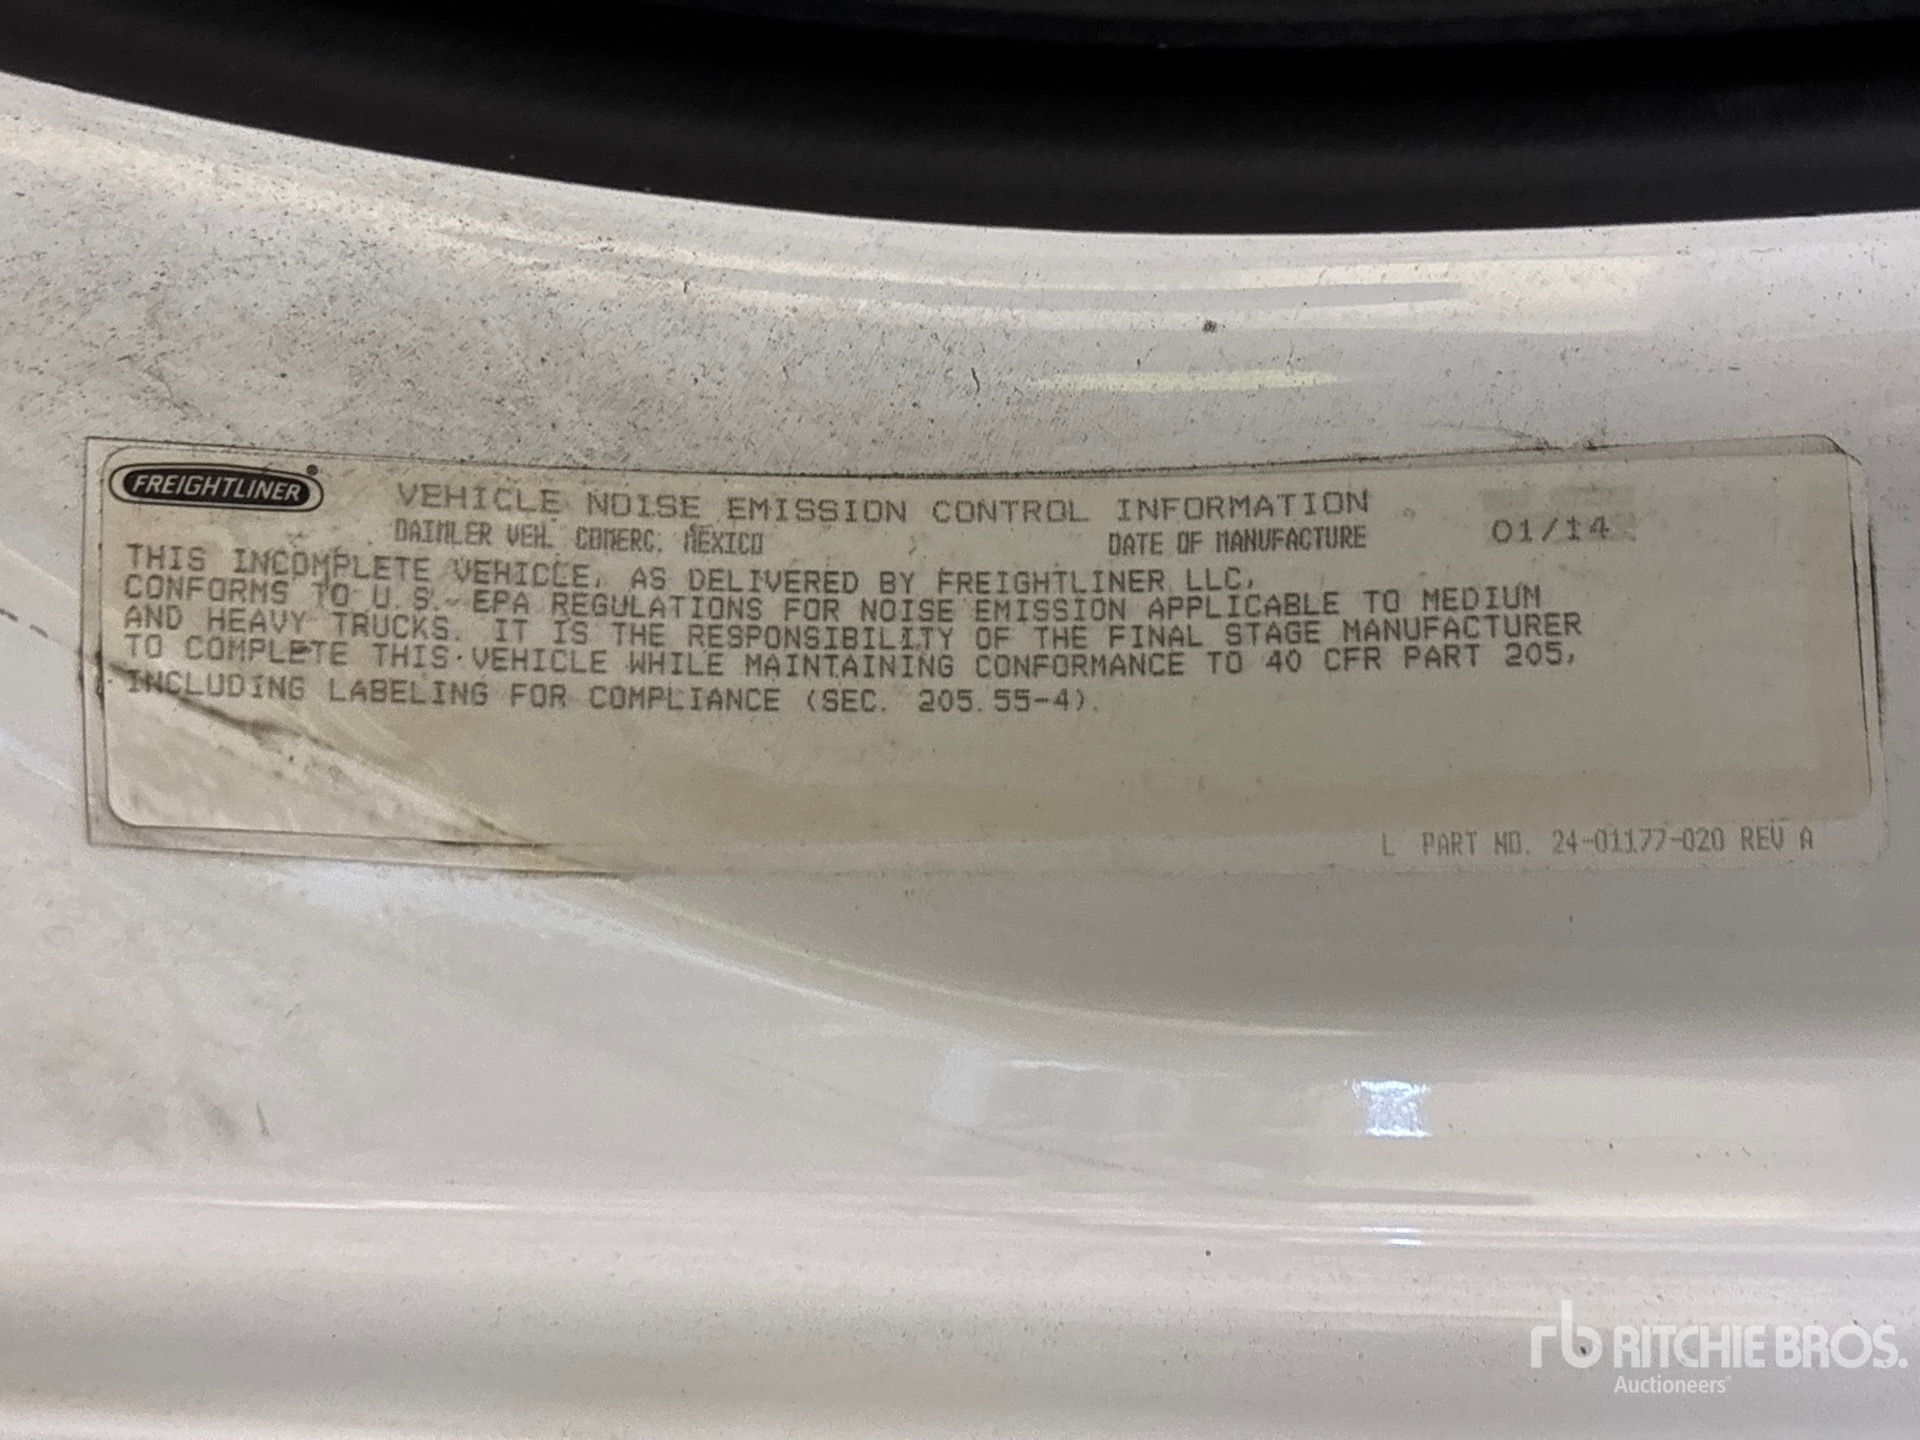 FREIGHTLINER®
VEHICLE NOISE EMISSION CONTROL INFORMATION
DAIMLER VEH. COMERC. MEXICO DATE OF MANUFACTURE 01/14
THIS INCOMPLETE VEHICLE, AS DELIVERED BY FREIGHTLINER LLC,
CONFORMS TO U.S. EPA REGULATIONS FOR NOISE EMISSION APPLICABLE TO MEDIUM
AND HEAVY TRUCKS. IT IS THE RESPONSIBILITY OF THE FINAL STAGE MANUFACTURER
TO COMPLETE THIS VEHICLE WHILE MAINTAINING CONFORMANCE TO 40 CFR PART 205,
INCLUDING LABELING FOR COMPLIANCE (SEC. 205.55-4).
L PART NO. 24-01177-020 REV A
rb RITCHIE BROS.
Auctioneers